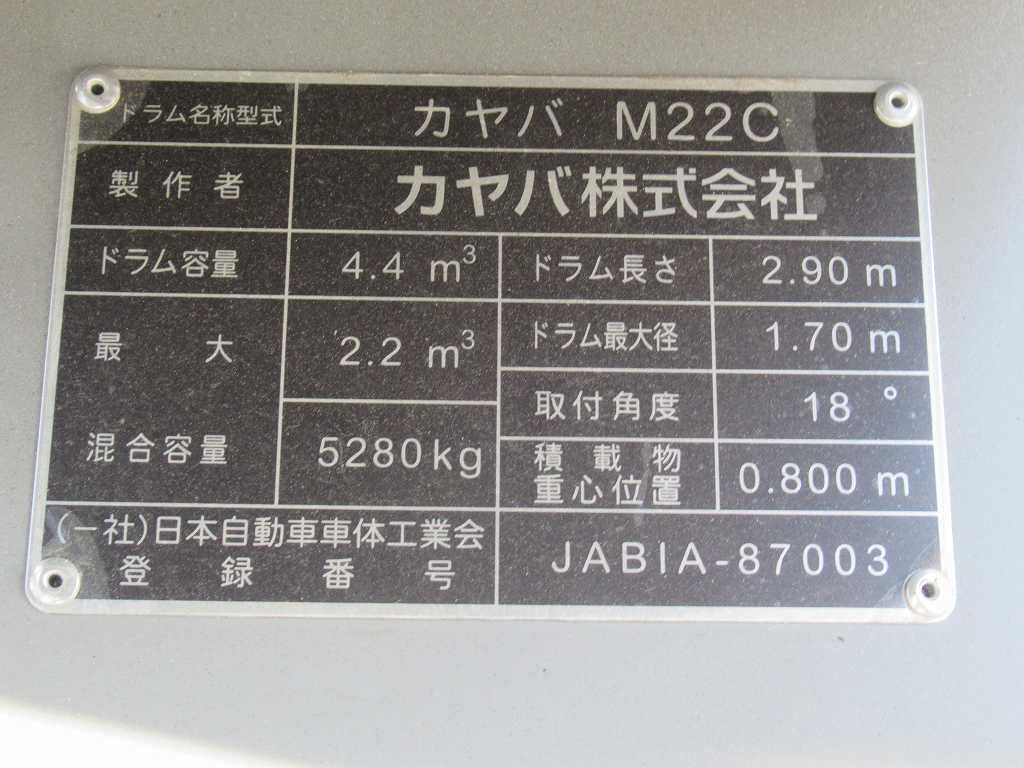 ドラム名称型式 カヤバ M22C
製作者 カヤバ株式会社
ドラム容量 4.4 m³ ドラム長さ 2.90 m
最大 2.2 m³ ドラム最大径 1.70 m
取付角度 18°
混合容量 5280kg 積載物
重心位置 0.800 m
(一社)日本自動車車体工業会
登録番号 JABIA-87003